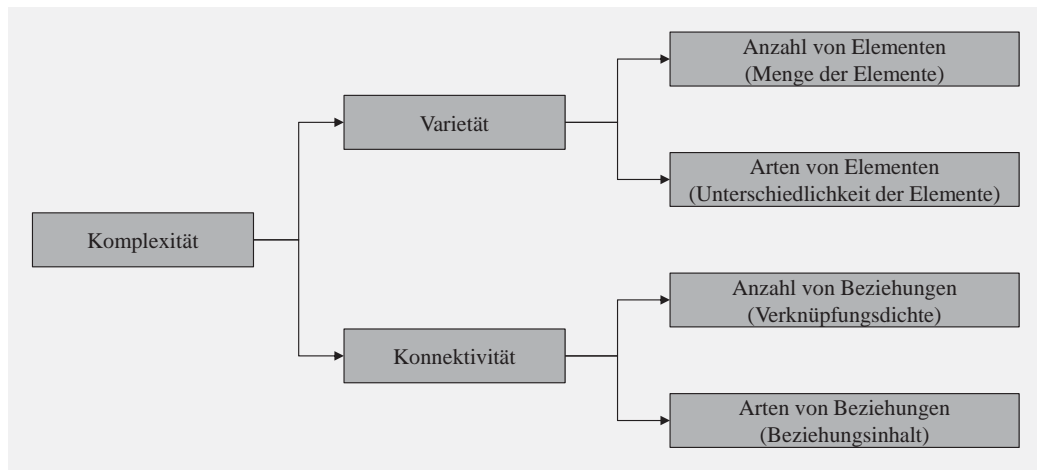 Komplexität
Varietät
Anzahl von Elementen
(Menge der Elemente)
Arten von Elementen
(Unterschiedlichkeit der Elemente)
Konnektivität
Anzahl von Beziehungen
(Verknüpfungsdichte)
Arten von Beziehungen
(Beziehungsinhalt)